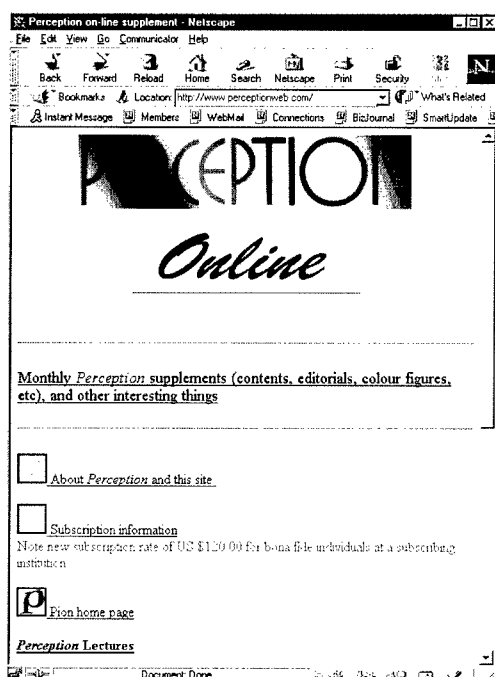 Perception on-line supplement - Netscape
File Edit View Go Communicator Help
Back Forward Reload Home Search Netscape Print Security
N
Bookmarks Location: http://www.perceptionweb.com/ What's Related
Instant Message Members WebMail Connections BizJournal SmartUpdate
PERCEPTION
Online
Monthly Perception supplements (contents, editorials, colour figures,
etc), and other interesting things
About Perception and this site
Subscription information
Note new subscription rate of US $120.00 for bona fide individuals at a subscribing
institution
p Pion home page
Perception Lectures
Document: Done